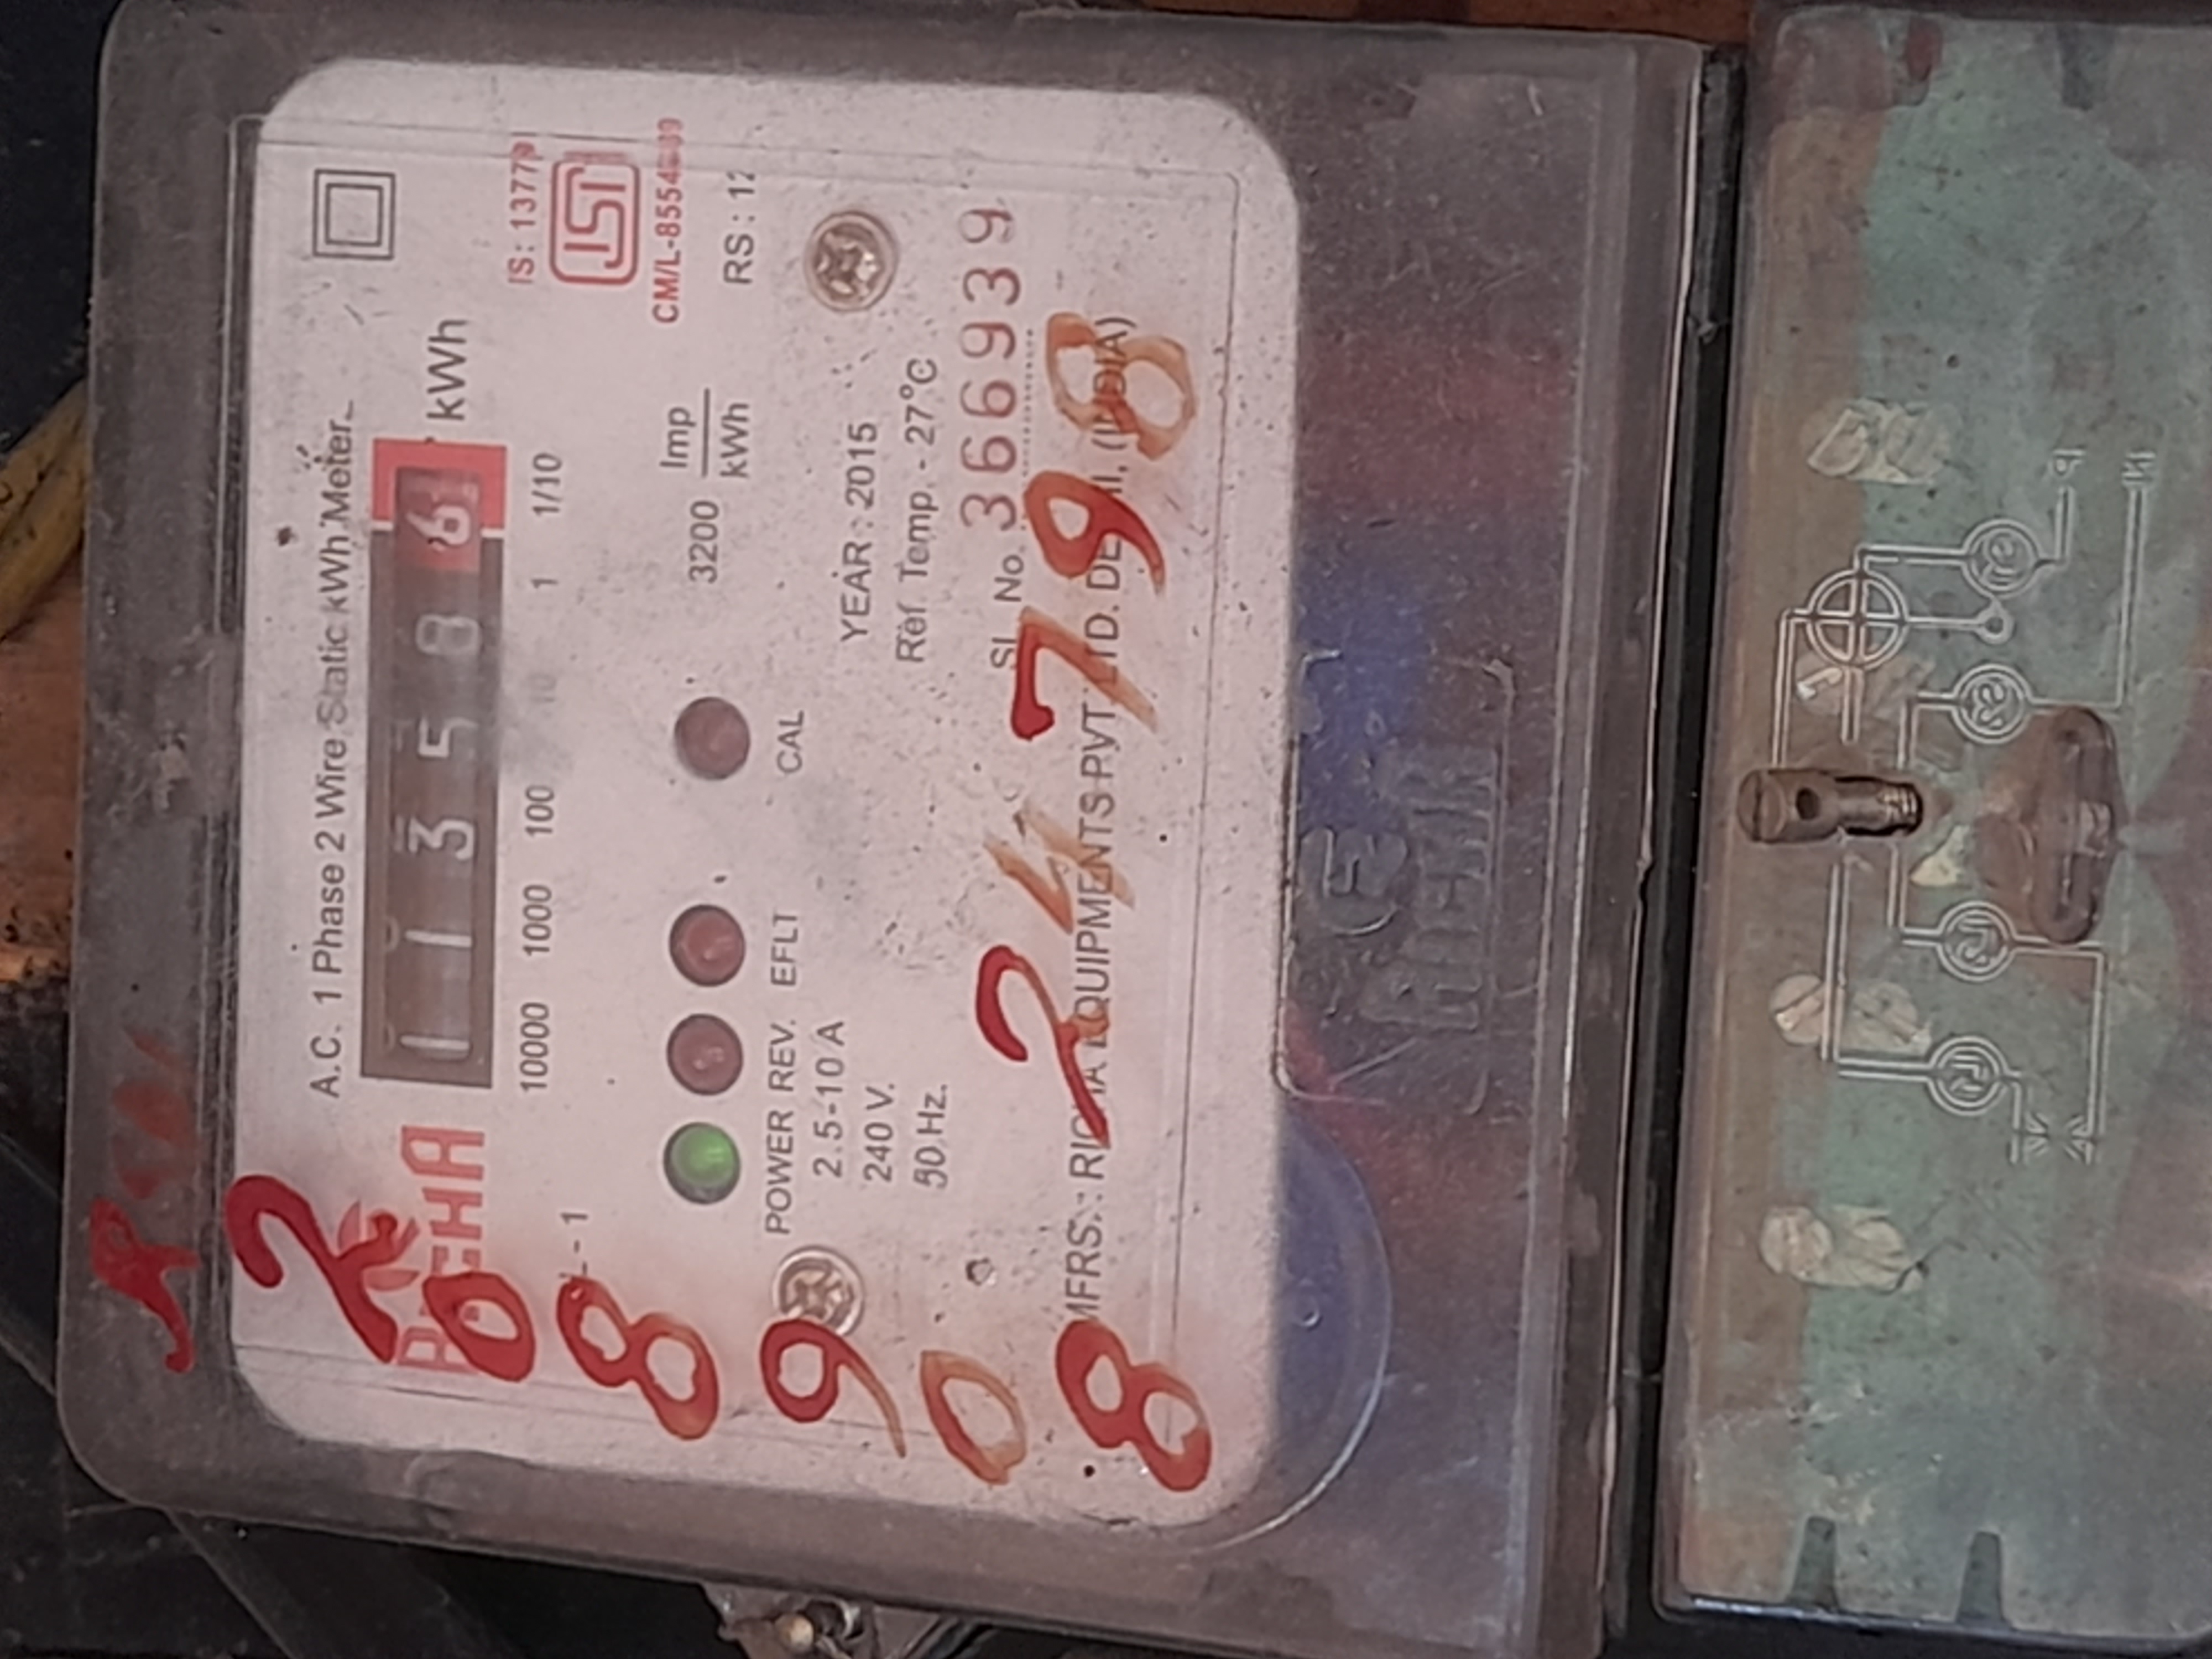 A.C. 1 Phase 2 Wire Static kWh Meter
1 1 3 5 8 6 kWh
10000 1000 100 10 1 1/10
IS : 13779
ISI
CM/L-8554
RS : 12
3200 Imp
kWh
POWER REV. EFLT CAL
2.5-10 A
240 V.
50 Hz.
YEAR : 2015
Ref. Temp. - 27°C
Sl. No. 3669939
MFRS. : RICHA EQUIPMENTS PVT. LTD. DELHI, (INDIA)
RICHA
2
0
8
9
0
8
2 4 7 9 8